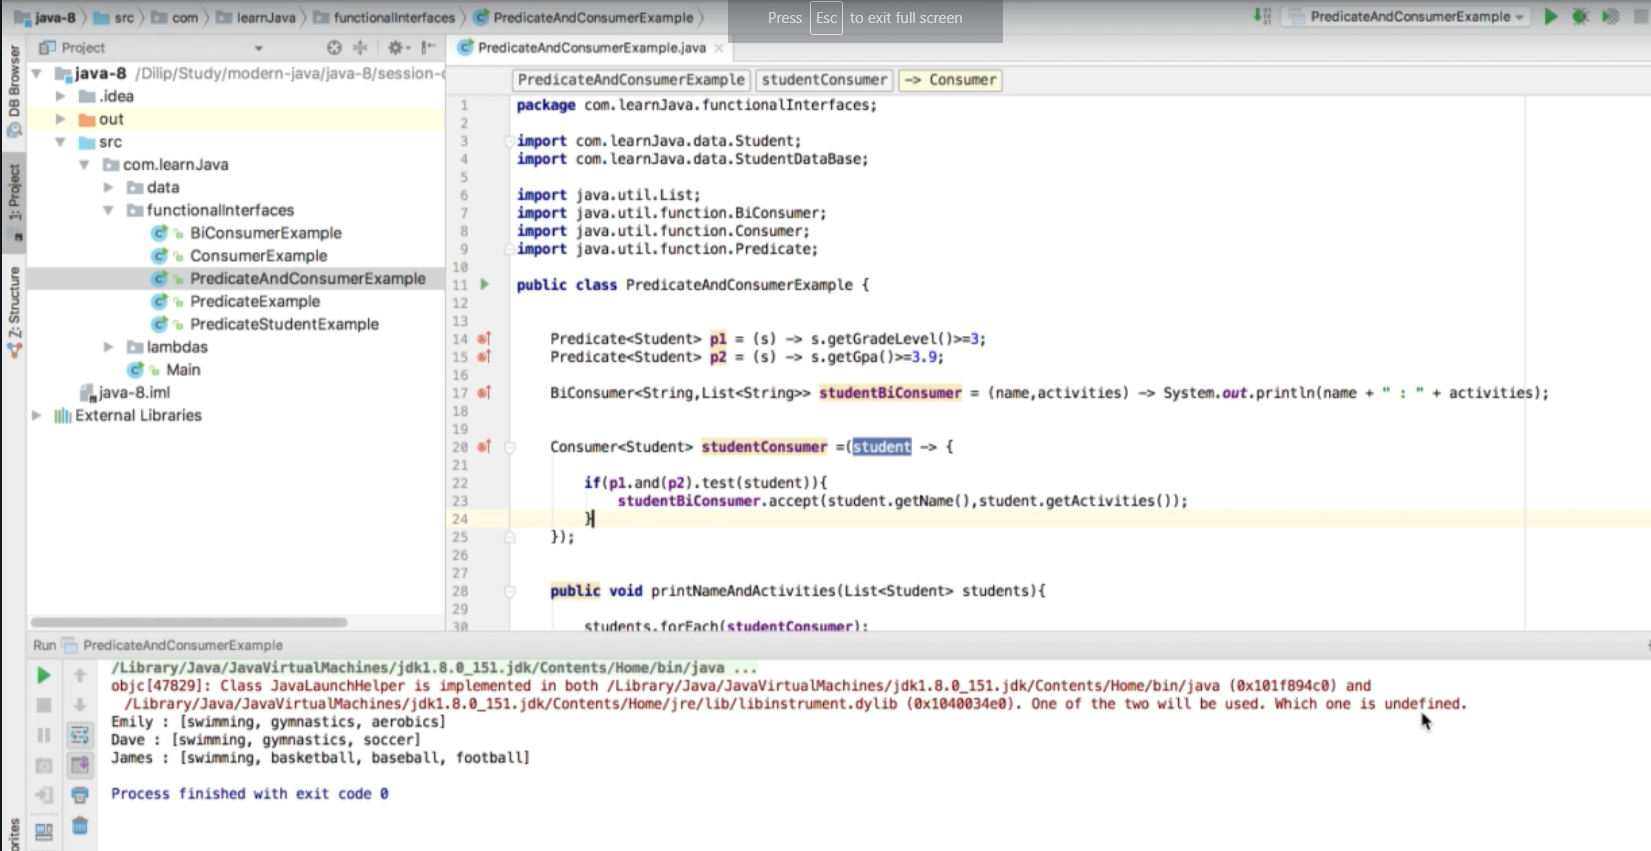 java-8 src com learnJava functionalInterfaces PredicateAndConsumerExample
Press Esc to exit full screen
PredicateAndConsumerExample
Project
PredicateAndConsumerExample.java
DB Browser
1: Project
Z: Structure
java-8 /Dilip/Study/modern-java/java-8/session-
.idea
out
src
com.learnJava
data
functionalInterfaces
BiConsumerExample
ConsumerExample
PredicateAndConsumerExample
PredicateExample
PredicateStudentExample
lambdas
Main
java-8.iml
External Libraries
PredicateAndConsumerExample studentConsumer -> Consumer
1 package com.learnJava.functionalInterfaces;
2
3 import com.learnJava.data.Student;
4 import com.learnJava.data.StudentDataBase;
5
6 import java.util.List;
7 import java.util.function.BiConsumer;
8 import java.util.function.Consumer;
9 import java.util.function.Predicate;
10
11 public class PredicateAndConsumerExample {
12
13
14 Predicate<Student> p1 = (s) -> s.getGradeLevel()>=3;
15 Predicate<Student> p2 = (s) -> s.getGpa()>=3.9;
16
17 BiConsumer<String,List<String>> studentBiConsumer = (name,activities) -> System.out.println(name + " : " + activities);
18
19
20 Consumer<Student> studentConsumer =(student -> {
21
22 if(p1.and(p2).test(student)){
23 studentBiConsumer.accept(student.getName(),student.getActivities());
24 }
25 });
26
27
28 public void printNameAndActivities(List<Student> students){
29
30 students.forEach(studentConsumer);
Run PredicateAndConsumerExample
/Library/Java/JavaVirtualMachines/jdk1.8.0_151.jdk/Contents/Home/bin/java ...
objc[47829]: Class JavaLaunchHelper is implemented in both /Library/Java/JavaVirtualMachines/jdk1.8.0_151.jdk/Contents/Home/bin/java (0x101f894c0) and
/Library/Java/JavaVirtualMachines/jdk1.8.0_151.jdk/Contents/Home/jre/lib/libinstrument.dylib (0x1040034e0). One of the two will be used. Which one is undefined.
Emily : [swimming, gymnastics, aerobics]
Dave : [swimming, gymnastics, soccer]
James : [swimming, basketball, baseball, football]
Process finished with exit code 0